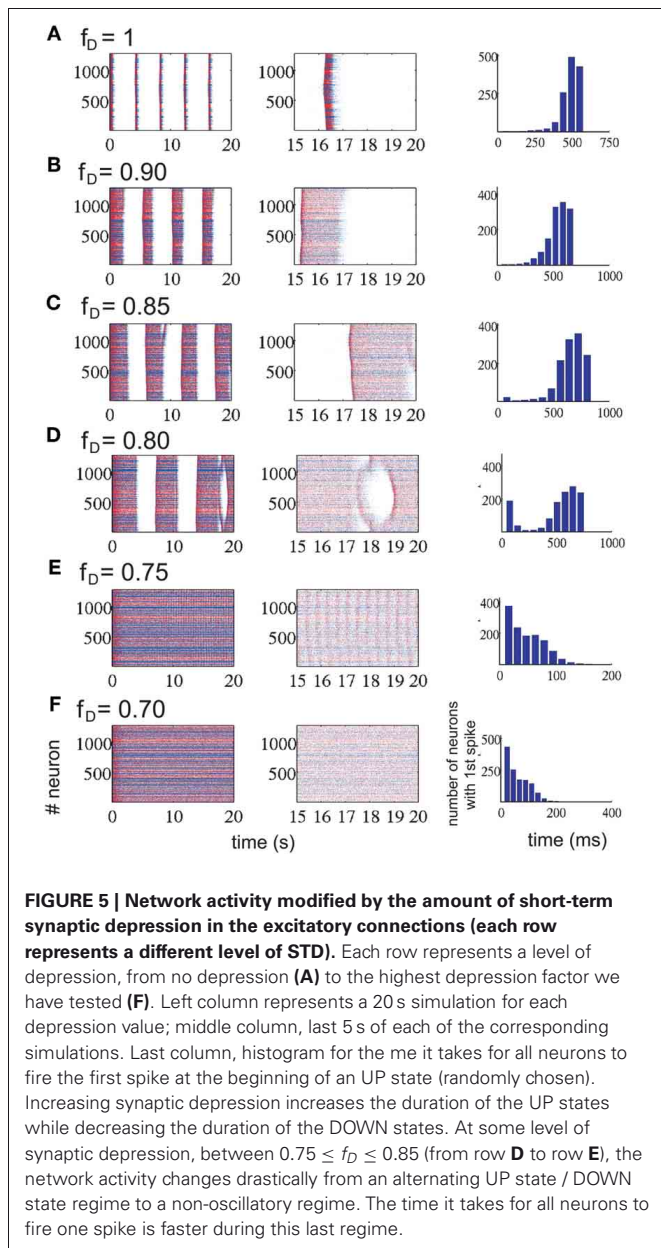 A f_D = 1
1000
500
0 10 20
15 16 17 18 19 20
500
250
0 500 750
B f_D = 0.90
1000
500
0 10 20
15 16 17 18 19 20
400
200
0 500 1000
C f_D = 0.85
1000
500
0 10 20
15 16 17 18 19 20
400
200
0 500 1000
D f_D = 0.80
1000
500
0 10 20
15 16 17 18 19 20
400
200
0 500 1000
E f_D = 0.75
1000
500
0 10 20
15 16 17 18 19 20
400
200
0 100 200
F f_D = 0.70
1000
500
# neuron
0 10 20
15 16 17 18 19 20
time (s)
number of neurons
with 1st spike
500
250
0 200 400
time (ms)
FIGURE 5 | Network activity modified by the amount of short-term
synaptic depression in the excitatory connections (each row
represents a different level of STD). Each row represents a level of
depression, from no depression (A) to the highest depression factor we
have tested (F). Left column represents a 20 s simulation for each
depression value; middle column, last 5 s of each of the corresponding
simulations. Last column, histogram for the me it takes for all neurons to
fire the first spike at the beginning of an UP state (randomly chosen).
Increasing synaptic depression increases the duration of the UP states
while decreasing the duration of the DOWN states. At some level of
synaptic depression, between 0.75 ≤ f_D ≤ 0.85 (from row D to row E), the
network activity changes drastically from an alternating UP state / DOWN
state regime to a non-oscillatory regime. The time it takes for all neurons to
fire one spike is faster during this last regime.